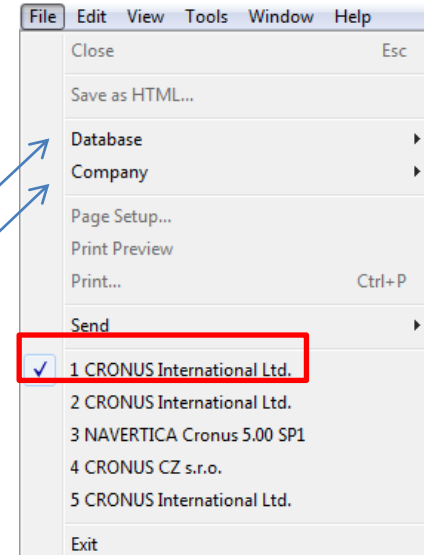 File Edit View Tools Window Help
Close Esc
Save as HTML...
Database
Company
Page Setup...
Print Preview
Print... Ctrl+P
Send
1 CRONUS International Ltd.
2 CRONUS International Ltd.
3 NAVERTICA Cronus 5.00 SP1
4 CRONUS CZ s.r.o.
5 CRONUS International Ltd.
Exit